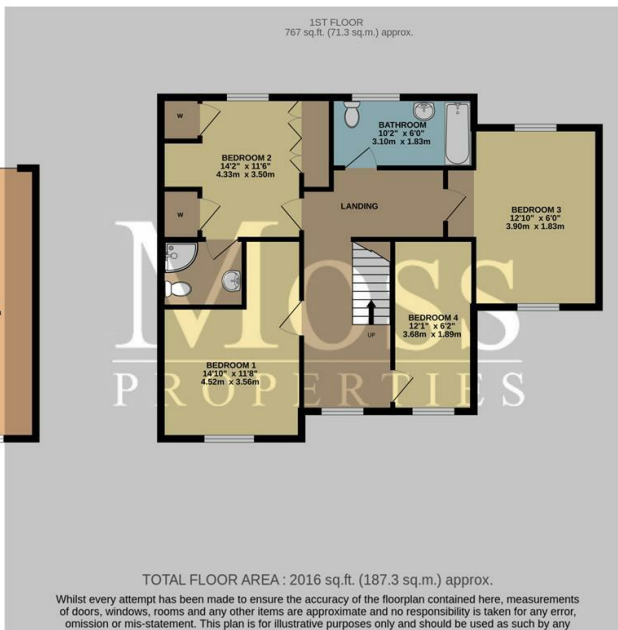 1ST FLOOR
767 sq.ft. (71.3 sq.m.) approx.
W
BEDROOM 2
14'2" x 11'6"
4.33m x 3.50m
W
BATHROOM
10'2" x 6'0"
3.10m x 1.83m
LANDING
BEDROOM 3
12'10" x 6'0"
3.90m x 1.83m
BEDROOM 4
12'1" x 6'2"
3.68m x 1.89m
UP
BEDROOM 1
14'10" x 11'8"
4.52m x 3.56m
MOSS
PROPERTIES
TOTAL FLOOR AREA : 2016 sq.ft. (187.3 sq.m.) approx.
Whilst every attempt has been made to ensure the accuracy of the floorplan contained here, measurements
of doors, windows, rooms and any other items are approximate and no responsibility is taken for any error,
omission or mis-statement. This plan is for illustrative purposes only and should be used as such by any